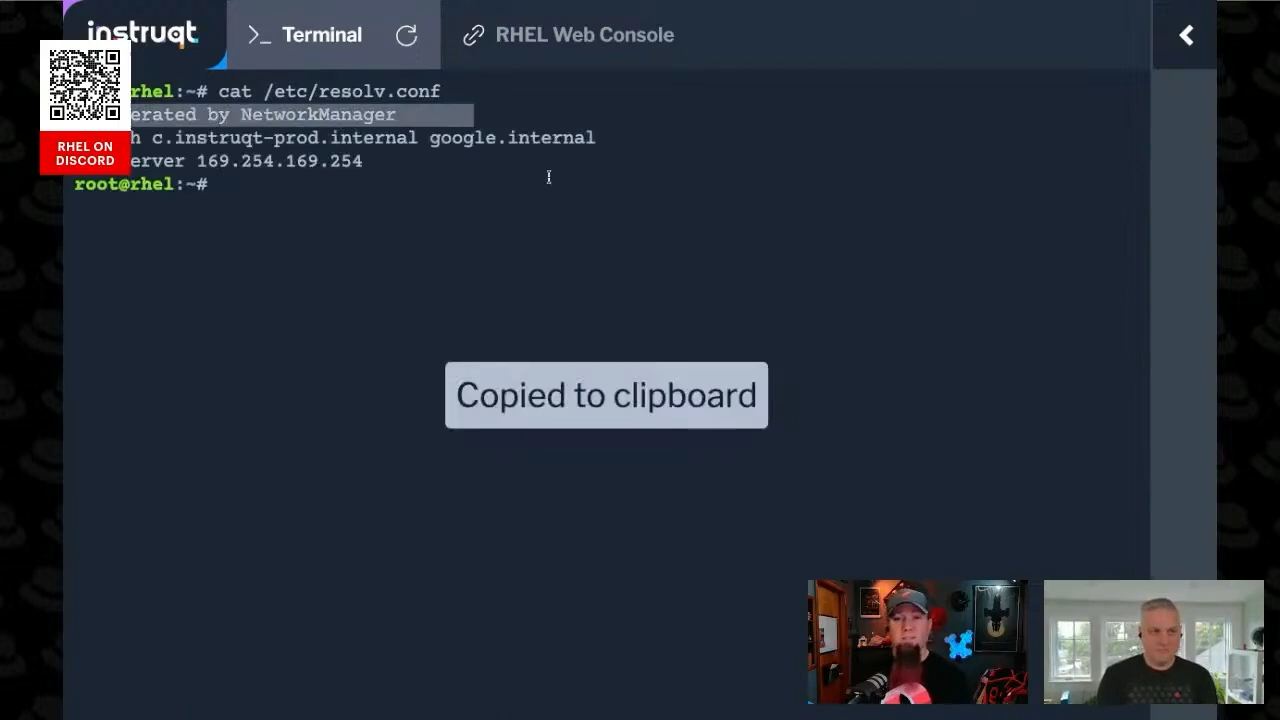 instruqt
>_ Terminal
RHEL Web Console
rhel:~# cat /etc/resolv.conf
erated by NetworkManager
h c.instruqt-prod.internal google.internal
erver 169.254.169.254
root@rhel:~#
RHEL ON
DISCORD
Copied to clipboard